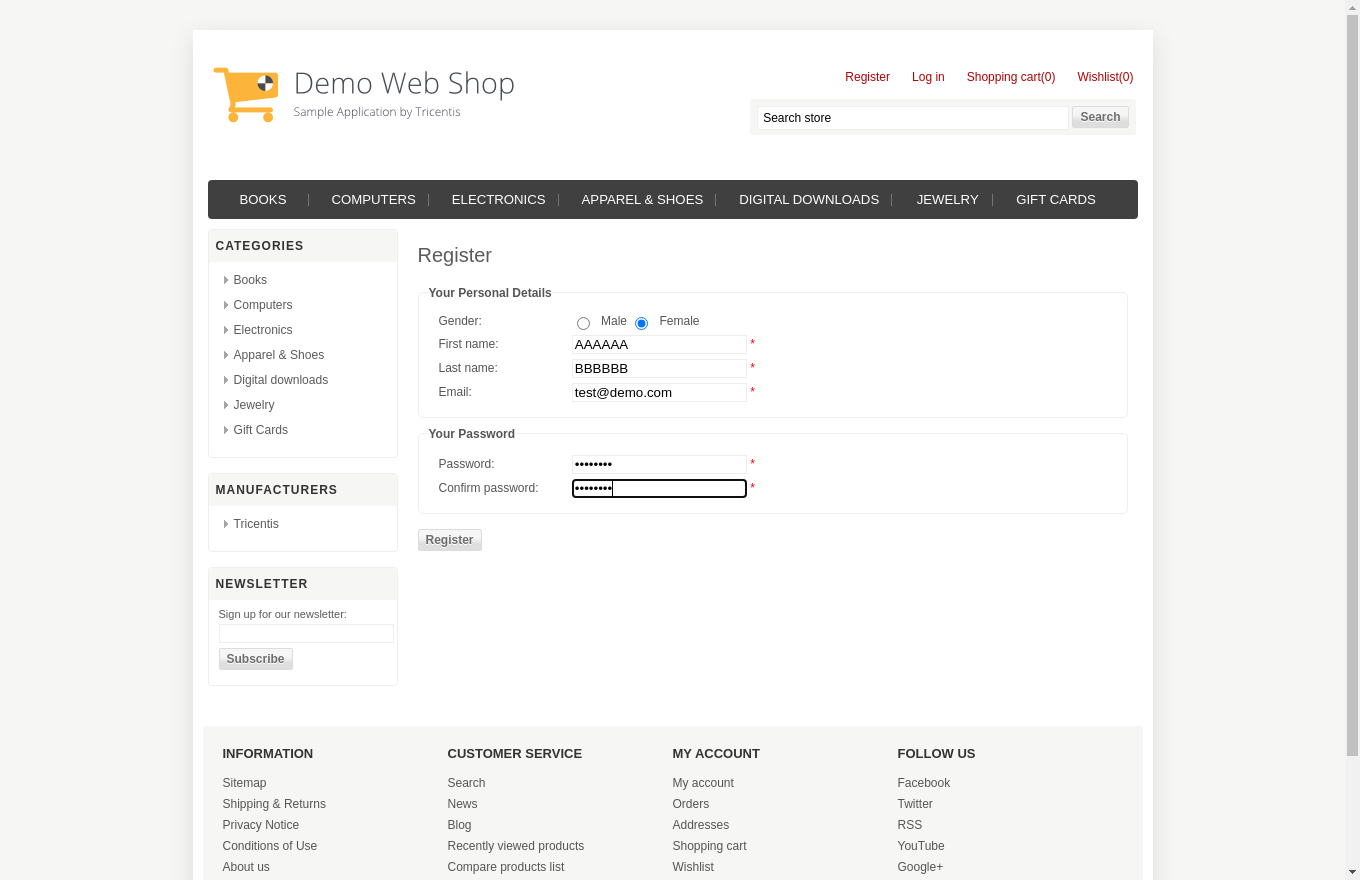 Demo Web Shop
Sample Application by Tricentis
Register Log in Shopping cart(0) Wishlist(0)
Search store Search
BOOKS COMPUTERS ELECTRONICS APPAREL & SHOES DIGITAL DOWNLOADS JEWELRY GIFT CARDS
CATEGORIES
Books
Computers
Electronics
Apparel & Shoes
Digital downloads
Jewelry
Gift Cards
MANUFACTURERS
Tricentis
NEWSLETTER
Sign up for our newsletter:
Subscribe
Register
Your Personal Details
Gender: Male Female
First name: AAAAAA *
Last name: BBBBBB *
Email: test@demo.com *
Your Password
Password: •••••••• *
Confirm password: •••••••• *
Register
INFORMATION
Sitemap
Shipping & Returns
Privacy Notice
Conditions of Use
About us
CUSTOMER SERVICE
Search
News
Blog
Recently viewed products
Compare products list
MY ACCOUNT
My account
Orders
Addresses
Shopping cart
Wishlist
FOLLOW US
Facebook
Twitter
RSS
YouTube
Google+